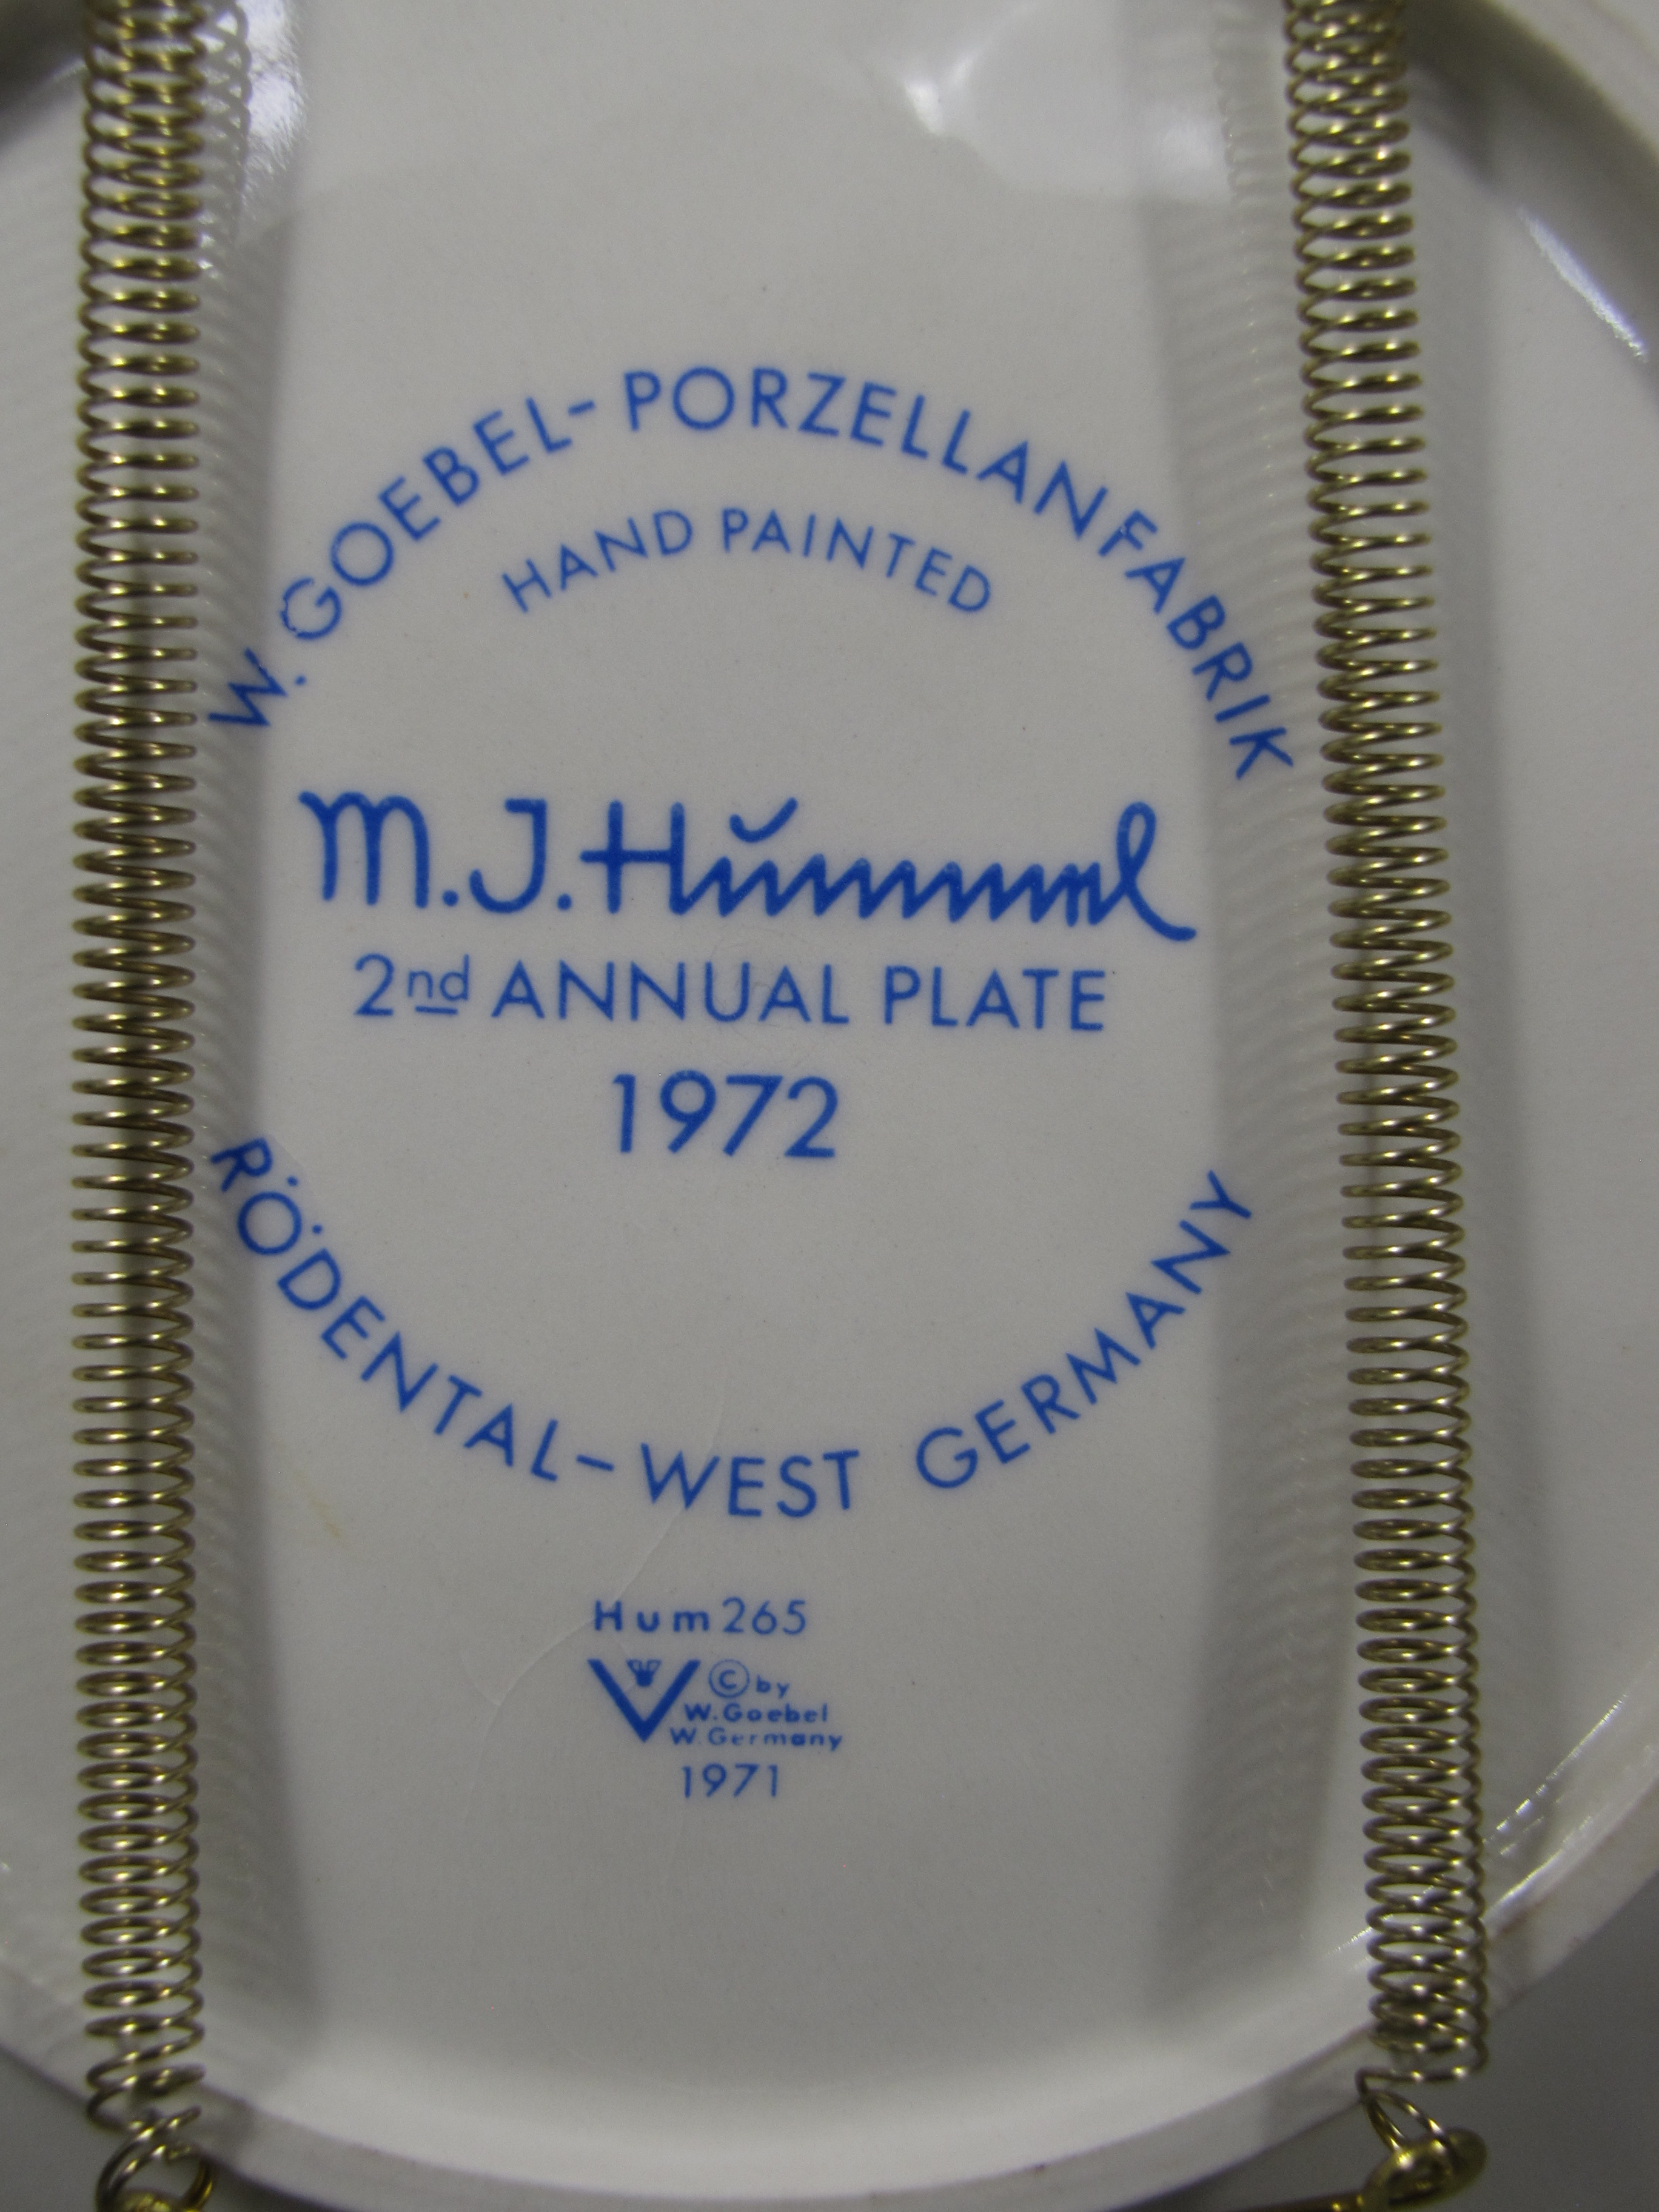 W. GOEBEL-PORZELLANFABRIK
HAND PAINTED
M.J. Hummel
2nd ANNUAL PLATE
1972
RÖDENTAL-WEST GERMANY
Hum 265
© by
W. Goebel
W. Germany
1971